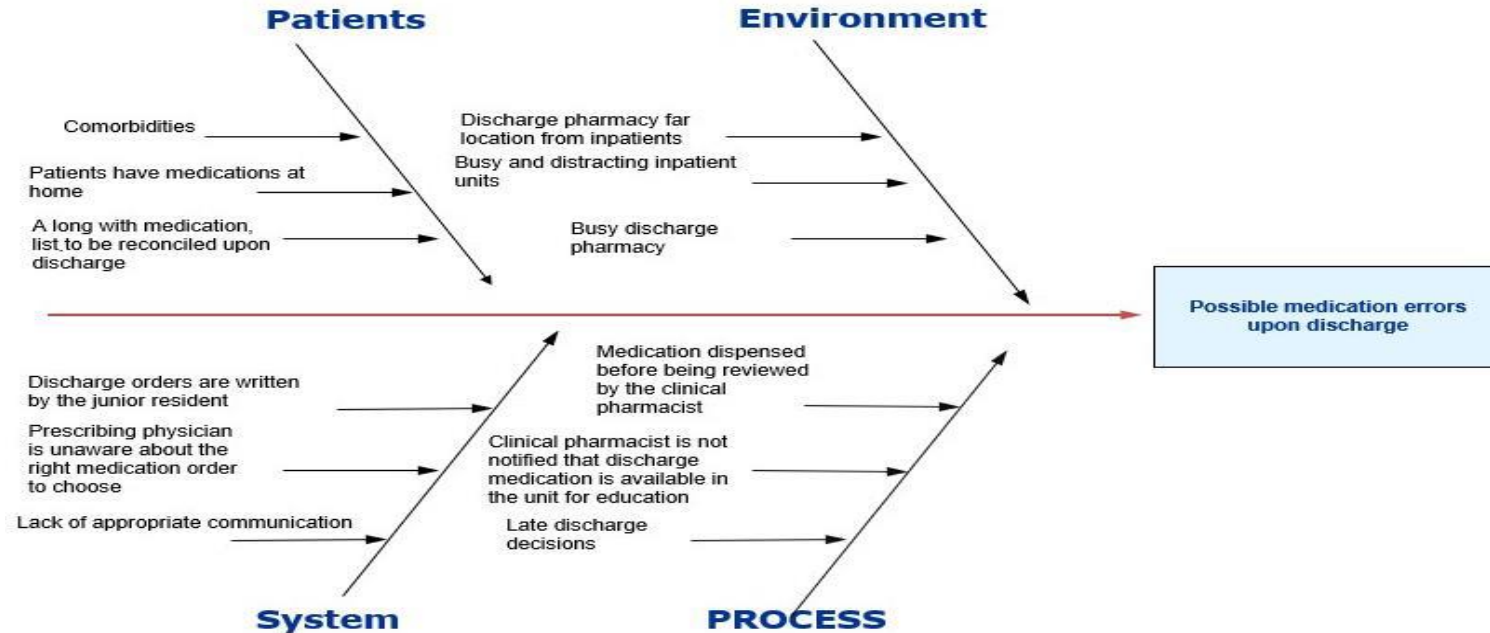 Patients
Environment
Comorbidities
Patients have medications at
home
A long with medication,
list to be reconciled upon
discharge
Discharge pharmacy far
location from inpatients
Busy and distracting inpatient
units
Busy discharge
pharmacy
Possible medication errors
upon discharge
Discharge orders are written
by the junior resident
Prescribing physician
is unaware about the
right medication order
to choose
Lack of appropriate communication
Medication dispensed
before being reviewed
by the clinical
pharmacist
Clinical pharmacist is not
notified that discharge
medication is available in
the unit for education
Late discharge
decisions
System
PROCESS